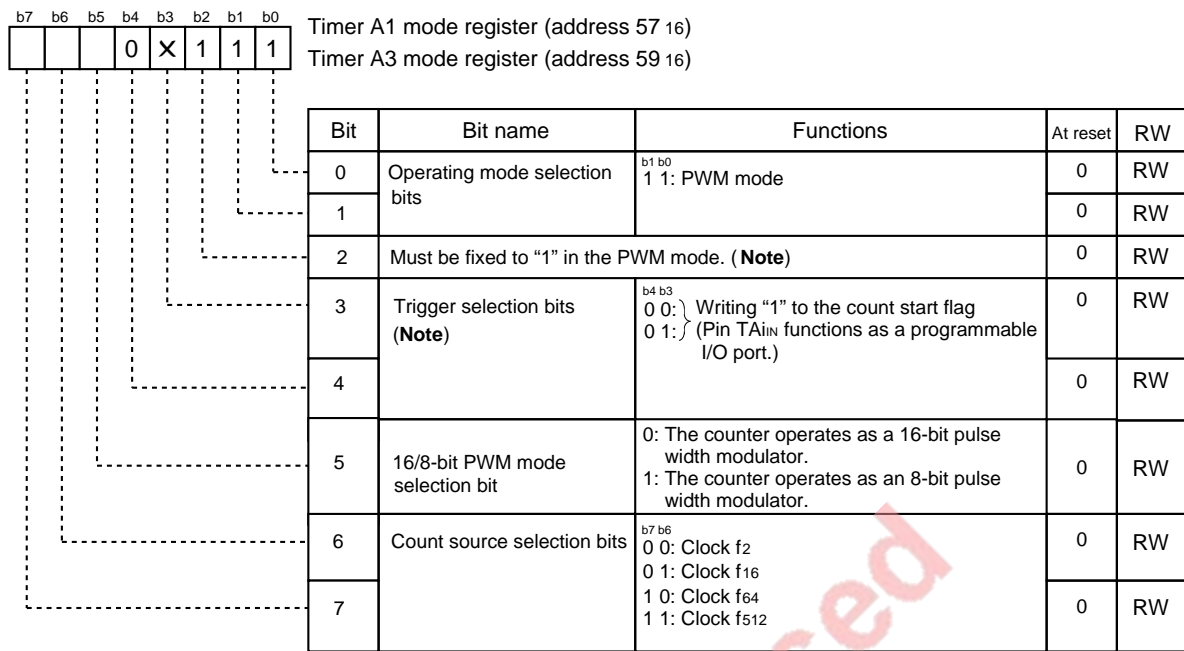 b7 b6 b5 b4 b3 b2 b1 b0
0 X 1 1 1
Timer A1 mode register (address 57 16)
Timer A3 mode register (address 59 16)
Bit Bit name Functions At reset RW
0 Operating mode selection bits b1 b0 0 RW
1 1: PWM mode
1 0 RW
2 Must be fixed to “1” in the PWM mode. (Note) 0 RW
3 Trigger selection bits (Note) b4 b3 0 RW
0 0: Writing “1” to the count start flag
0 1: (Pin TAiIN functions as a programmable
I/O port.)
4 0 RW
5 16/8-bit PWM mode selection bit 0: The counter operates as a 16-bit pulse
width modulator.
1: The counter operates as an 8-bit pulse
width modulator.
0 RW
6 Count source selection bits b7 b6 0 RW
0 0: Clock f2
0 1: Clock f16
1 0: Clock f64
1 1: Clock f512
7 0 RW